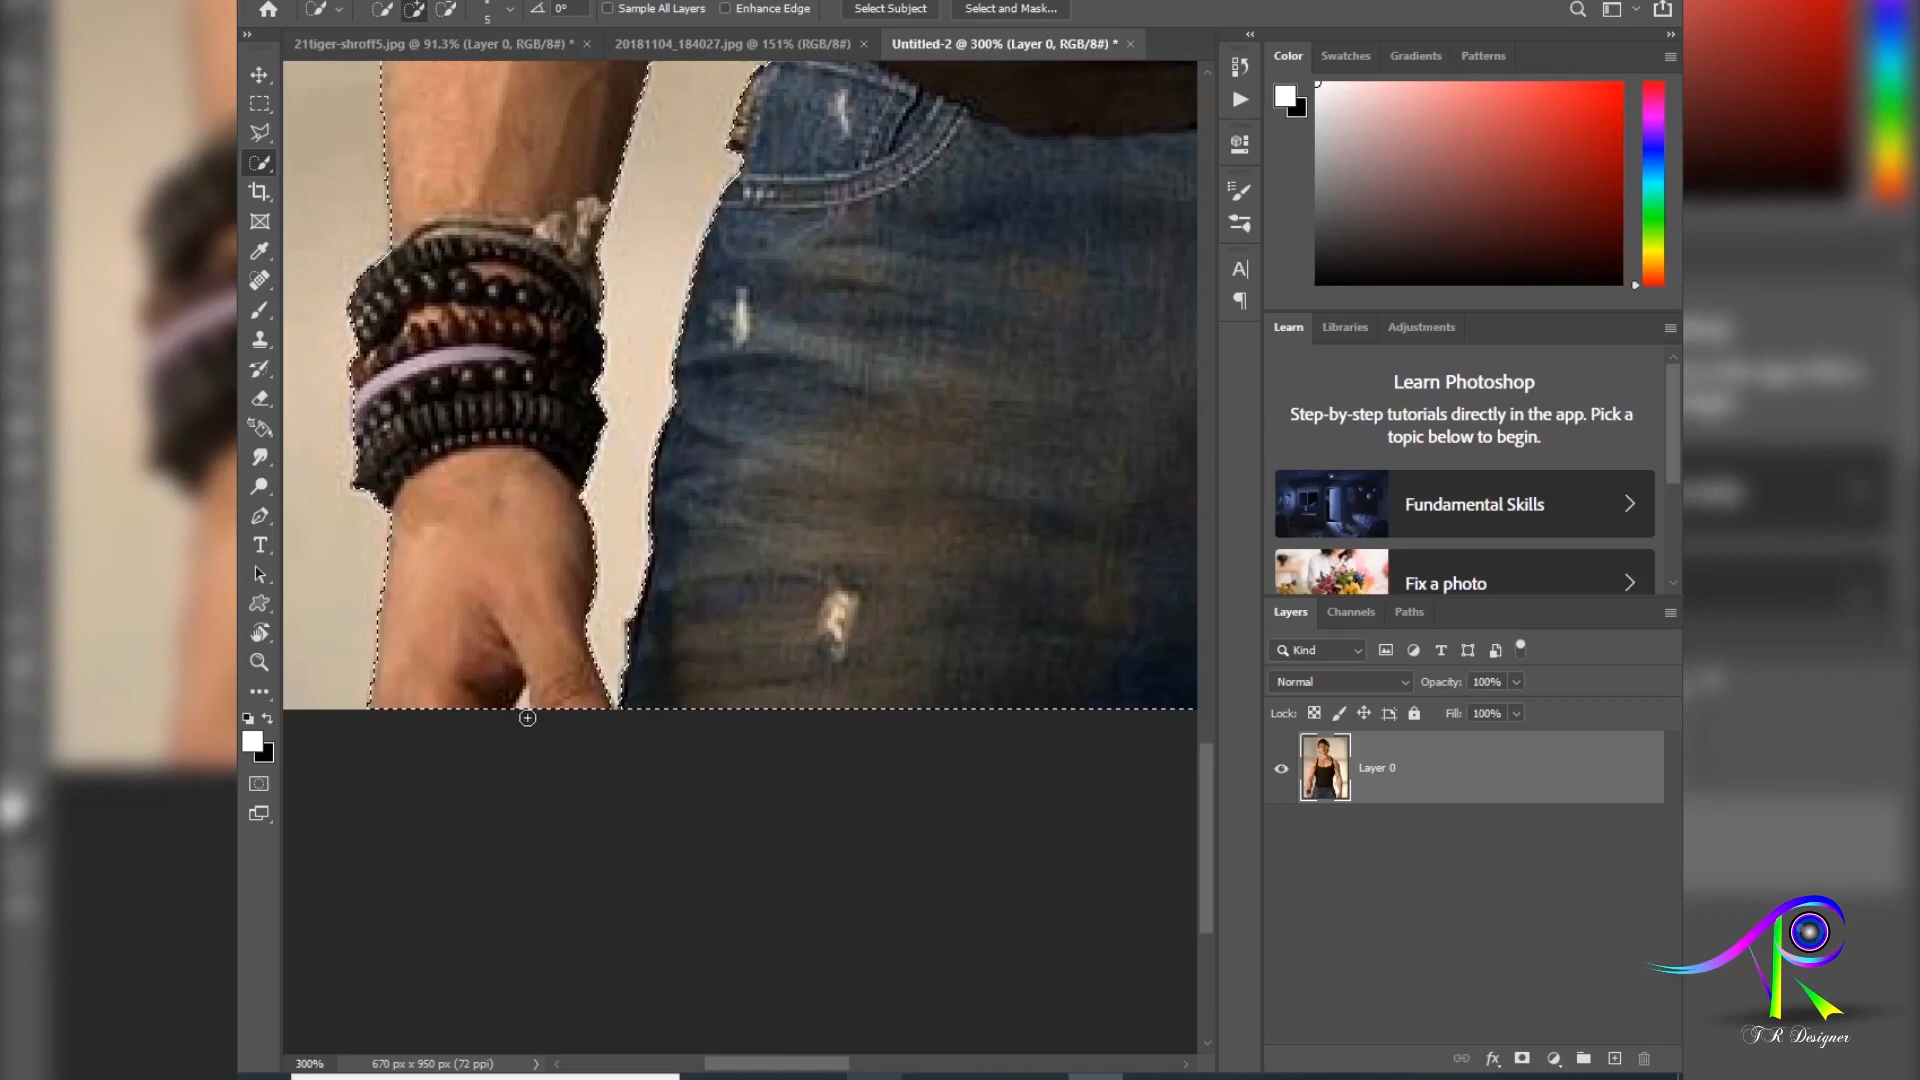 5
0°
Sample All Layers
Enhance Edge
Select Subject
Select and Mask...
21tiger-shroff5.jpg @ 91.3% (Layer 0, RGB/8#) *
20181104_184027.jpg @ 151% (RGB/8#)
Untitled-2 @ 300% (Layer 0, RGB/8#) *
Color
Swatches
Gradients
Patterns
Learn
Libraries
Adjustments
Learn Photoshop
Step-by-step tutorials directly in the app. Pick a
topic below to begin.
Fundamental Skills
Fix a photo
Layers
Channels
Paths
Kind
Normal
Opacity: 100%
Lock:
Fill: 100%
Layer 0
TR Designer
300%
670 px x 950 px (72 ppi)